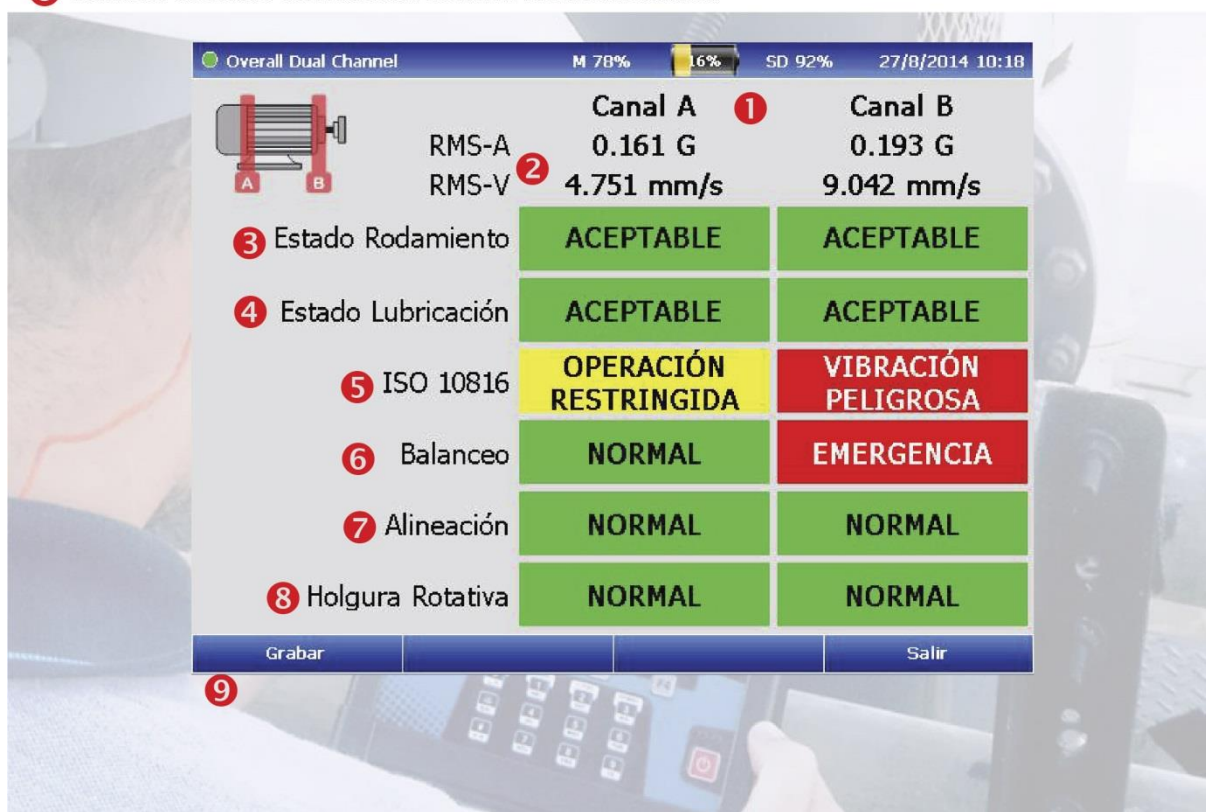 Overall Dual Channel M 78% 16% SD 92% 27/8/2014 10:18
Canal A 1 Canal B
RMS-A 0.161 G 0.193 G
RMS-V 2 4.751 mm/s 9.042 mm/s
A B
3 Estado Rodamiento ACEPTABLE ACEPTABLE
4 Estado Lubricación ACEPTABLE ACEPTABLE
5 ISO 10816 OPERACIÓN RESTRINGIDA VIBRACIÓN PELIGROSA
6 Balanceo NORMAL EMERGENCIA
7 Alineación NORMAL NORMAL
8 Holgura Rotativa NORMAL NORMAL
Grabar Salir
9